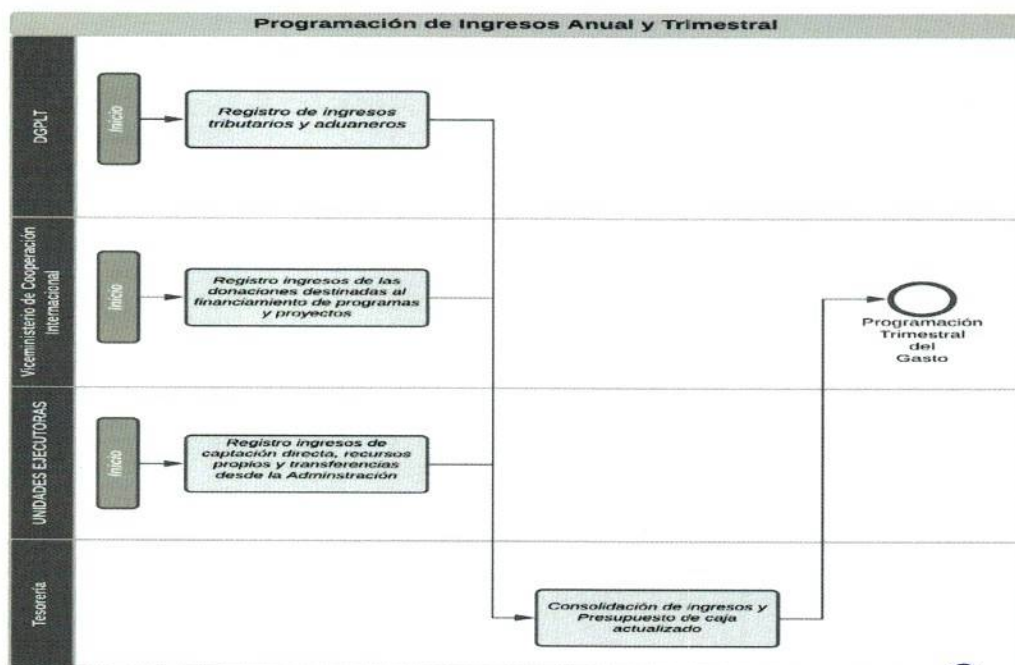 Programación de Ingresos Anual y Trimestral
DGPLT
Inicio
Registro de ingresos
tributarios y aduaneros
Viceministerio de Cooperación
Internacional
Inicio
Registro ingresos de las
donaciones destinadas al
financiamiento de programas
y proyectos
Programación
Trimestral
del
Gasto
UNIDADES EJECUTORAS
Inicio
Registro ingresos de
captación directa, recursos
propios y transferencias
desde la Adminstración
Tesorería
Consolidación de ingresos y
Presupuesto de caja
actualizado